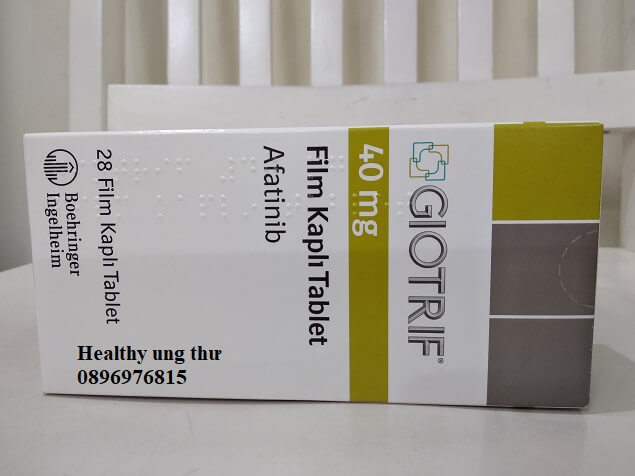 GIOTRIF®
40 mg
Film Kaplı Tablet
Afatinib
28 Film Kaplı Tablet
Boehringer
Ingelheim
Healthy ung thư
0896976815